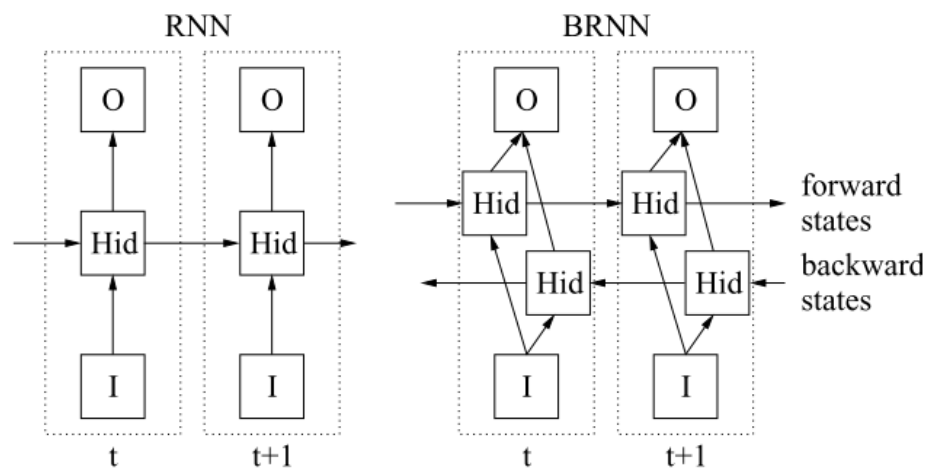 RNN
BRNN
O
O
O
O
Hid
Hid
forward
states
Hid
Hid
Hid
Hid
backward
states
I
I
I
I
t
t+1
t
t+1